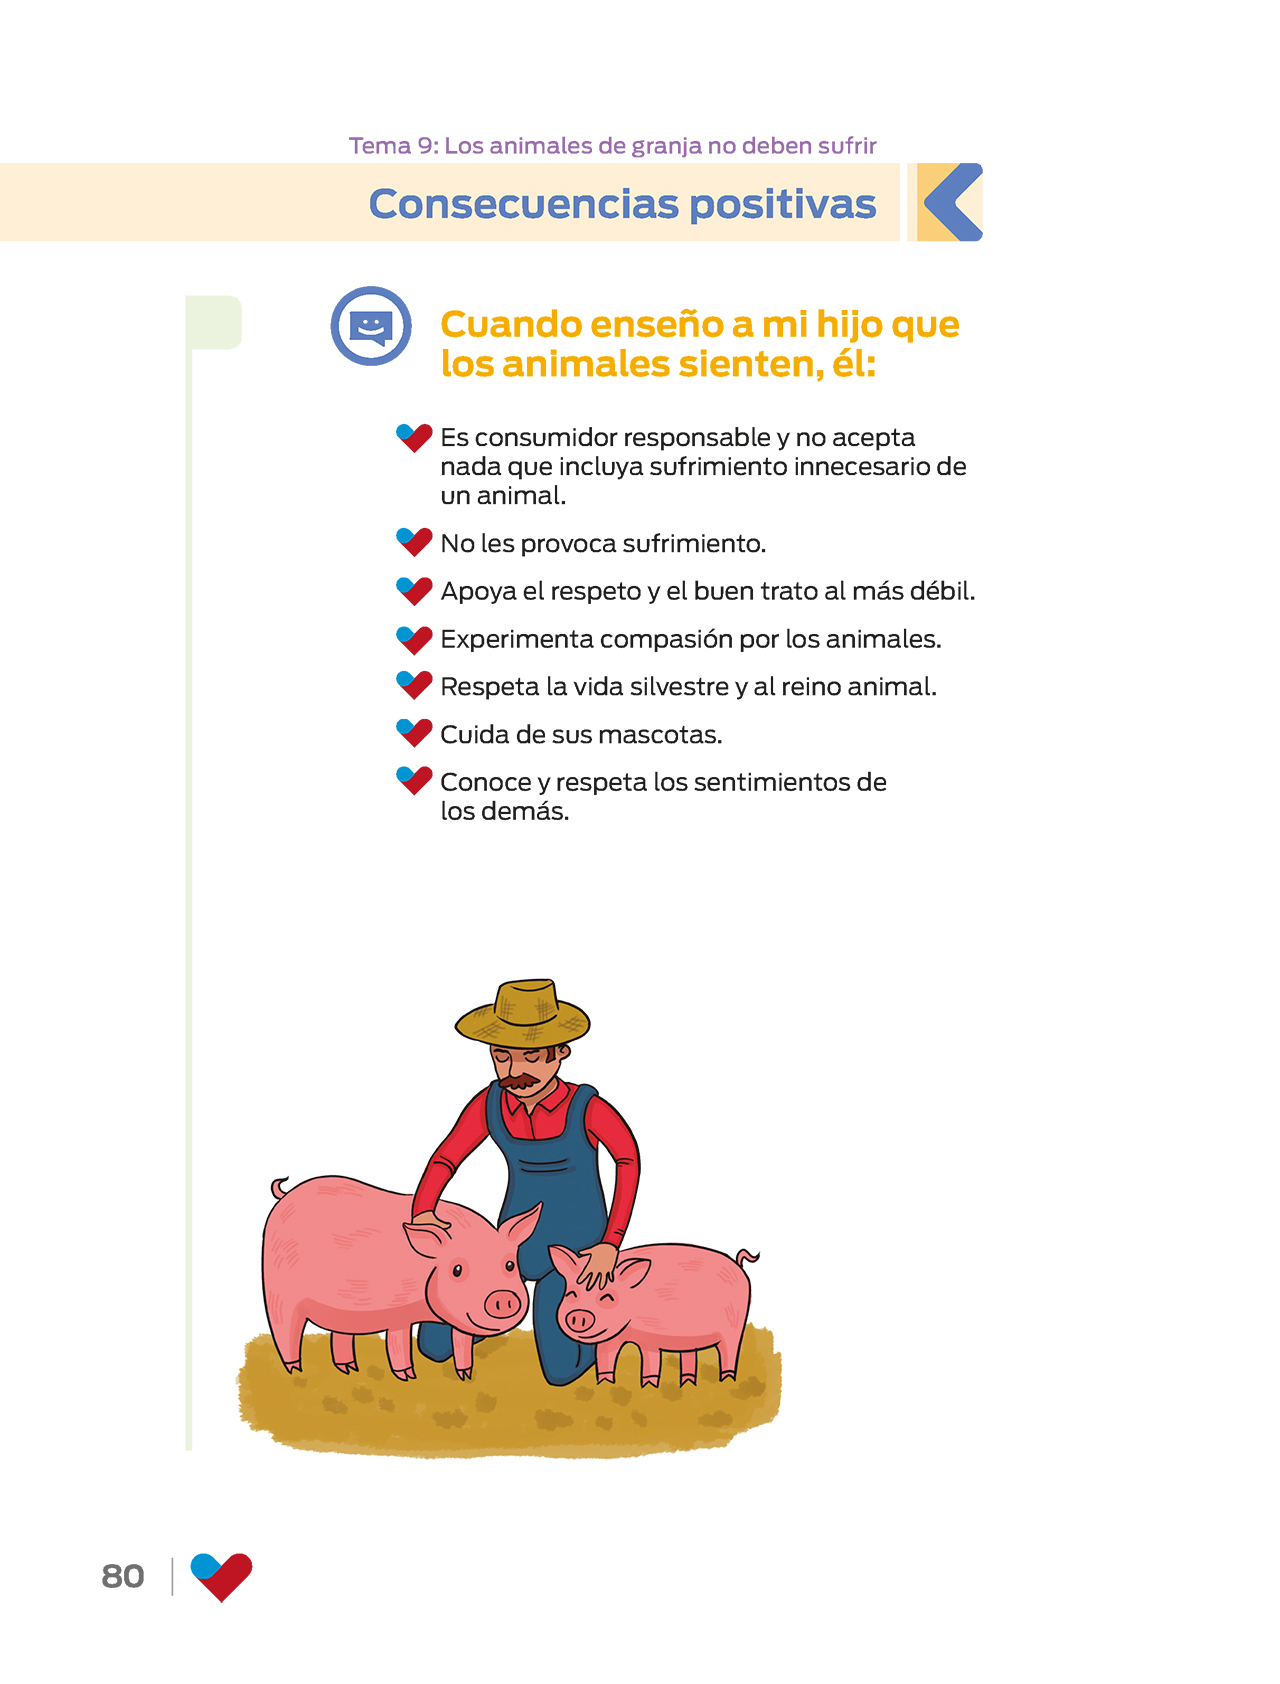 Tema 9: Los animales de granja no deben sufrir
Consecuencias positivas
Cuando enseño a mi hijo que
los animales sienten, él:
Es consumidor responsable y no acepta
nada que incluya sufrimiento innecesario de
un animal.
No les provoca sufrimiento.
Apoya el respeto y el buen trato al más débil.
Experimenta compasión por los animales.
Respeta la vida silvestre y al reino animal.
Cuida de sus mascotas.
Conoce y respeta los sentimientos de
los demás.
80